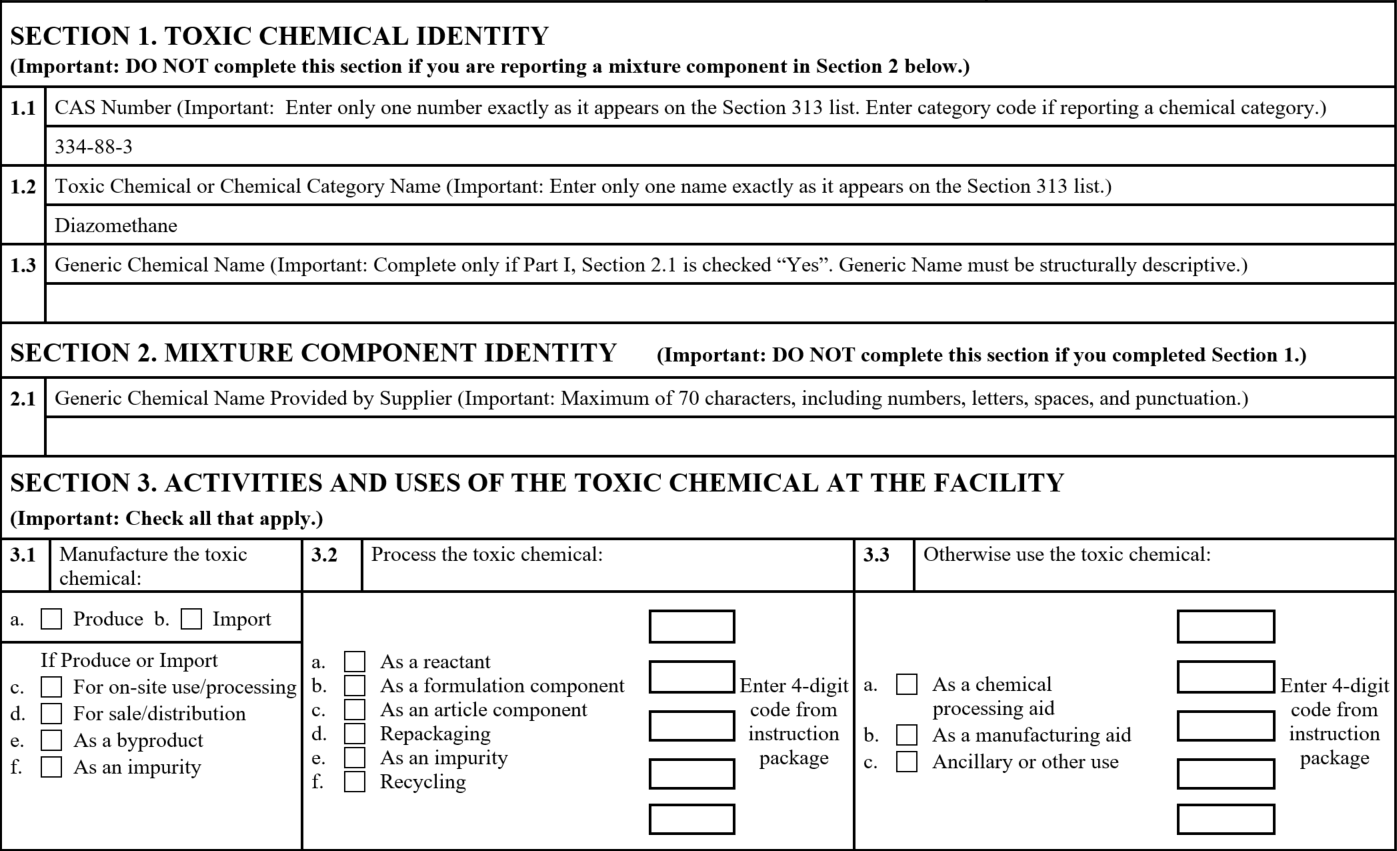 SECTION 1. TOXIC CHEMICAL IDENTITY
(Important: DO NOT complete this section if you are reporting a mixture component in Section 2 below.)
1.1 CAS Number (Important:  Enter only one number exactly as it appears on the Section 313 list. Enter category code if reporting a chemical category.)
334-88-3
1.2 Toxic Chemical or Chemical Category Name (Important: Enter only one name exactly as it appears on the Section 313 list.)
Diazomethane
1.3 Generic Chemical Name (Important: Complete only if Part I, Section 2.1 is checked “Yes”. Generic Name must be structurally descriptive.)
SECTION 2. MIXTURE COMPONENT IDENTITY (Important: DO NOT complete this section if you completed Section 1.)
2.1 Generic Chemical Name Provided by Supplier (Important: Maximum of 70 characters, including numbers, letters, spaces, and punctuation.)
SECTION 3. ACTIVITIES AND USES OF THE TOXIC CHEMICAL AT THE FACILITY
(Important: Check all that apply.)
3.1 Manufacture the toxic
chemical:
a. Produce b. Import
If Produce or Import
c. For on-site use/processing
d. For sale/distribution
e. As a byproduct
f. As an impurity
3.2 Process the toxic chemical:
a. As a reactant
b. As a formulation component
c. As an article component
d. Repackaging
e. As an impurity
f. Recycling
Enter 4-digit
code from
instruction
package
3.3 Otherwise use the toxic chemical:
a. As a chemical
processing aid
b. As a manufacturing aid
c. Ancillary or other use
Enter 4-digit
code from
instruction
package